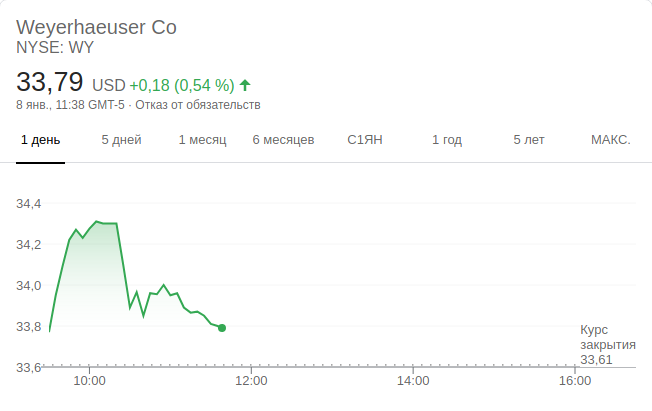 Weyerhaeuser Co
NYSE: WY
33,79 USD +0,18 (0,54 %)
8 янв., 11:38 GMT-5 · Отказ от обязательств
1 день 5 дней 1 месяц 6 месяцев С1ЯН 1 год 5 лет МАКС.
34,4
34,2
34,0
33,8
33,6
Курс
закрытия
33,61
10:00 12:00 14:00 16:00